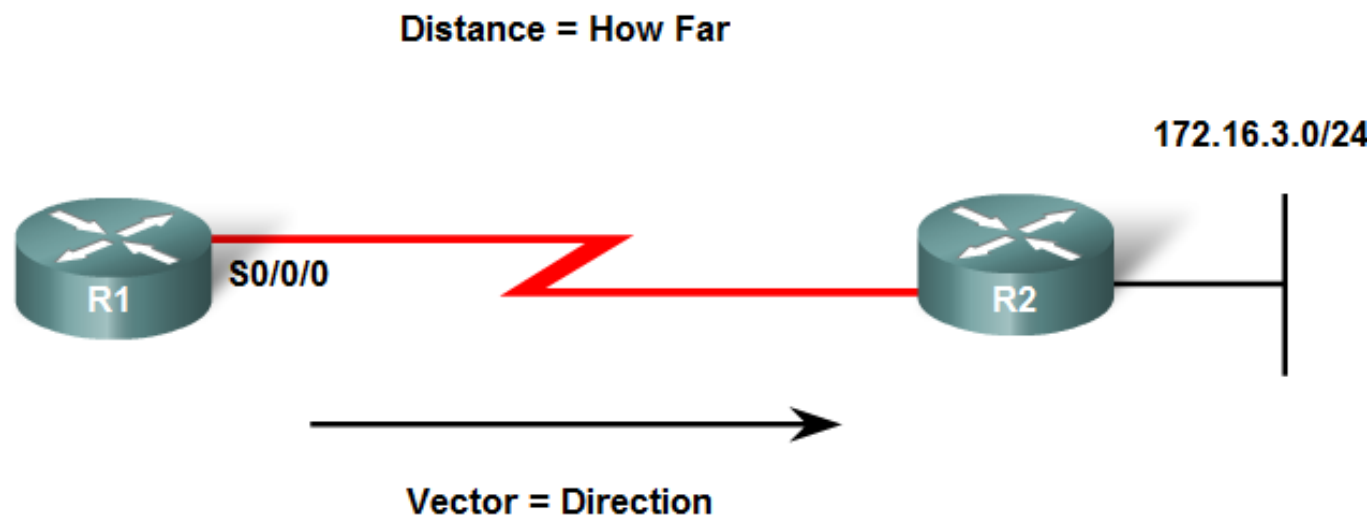 Distance = How Far
172.16.3.0/24
S0/0/0
R1
R2
Vector = Direction